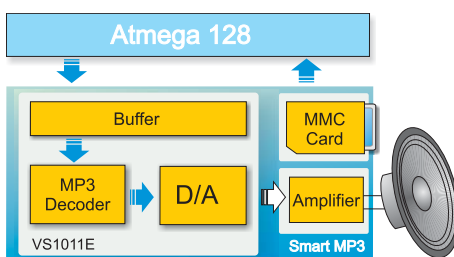 Atmega 128
Buffer
MMC
Card
MP3
Decoder
D/A
Amplifier
VS1011E
Smart MP3